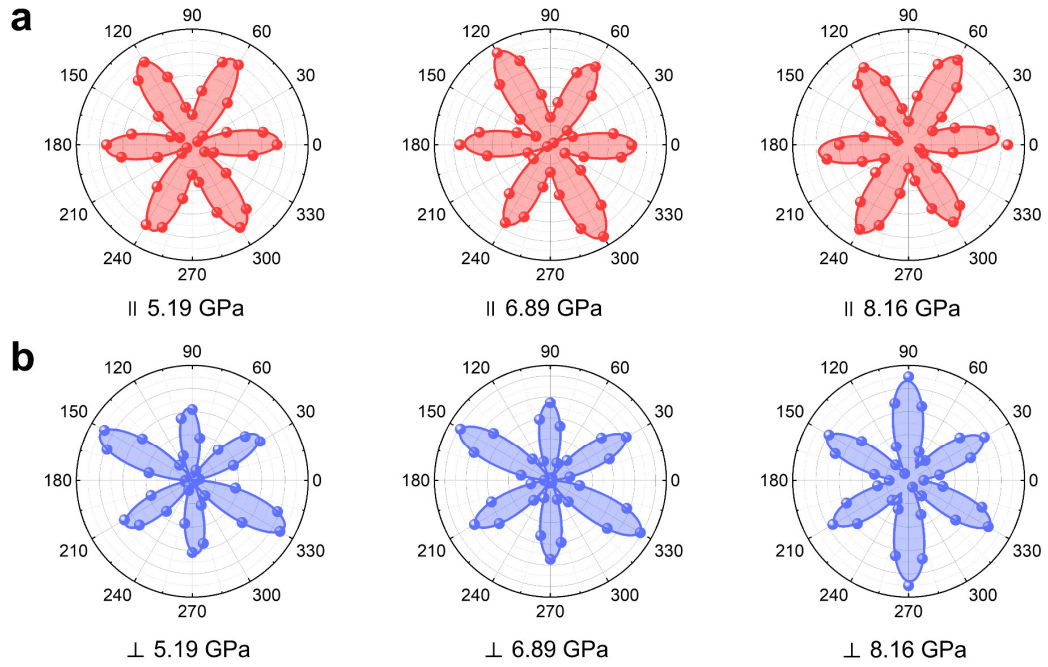 a
90 90 90
120 60 120 60 120 60
150 30 150 30 150 30
180 0 180 0 180 0
210 330 210 330 210 330
240 300 240 300 240 300
270 270 270
|| 5.19 GPa || 6.89 GPa || 8.16 GPa
b
90 90 90
120 60 120 60 120 60
150 30 150 30 150 30
180 0 180 0 180 0
210 330 210 330 210 330
240 300 240 300 240 300
270 270 270
⊥ 5.19 GPa ⊥ 6.89 GPa ⊥ 8.16 GPa